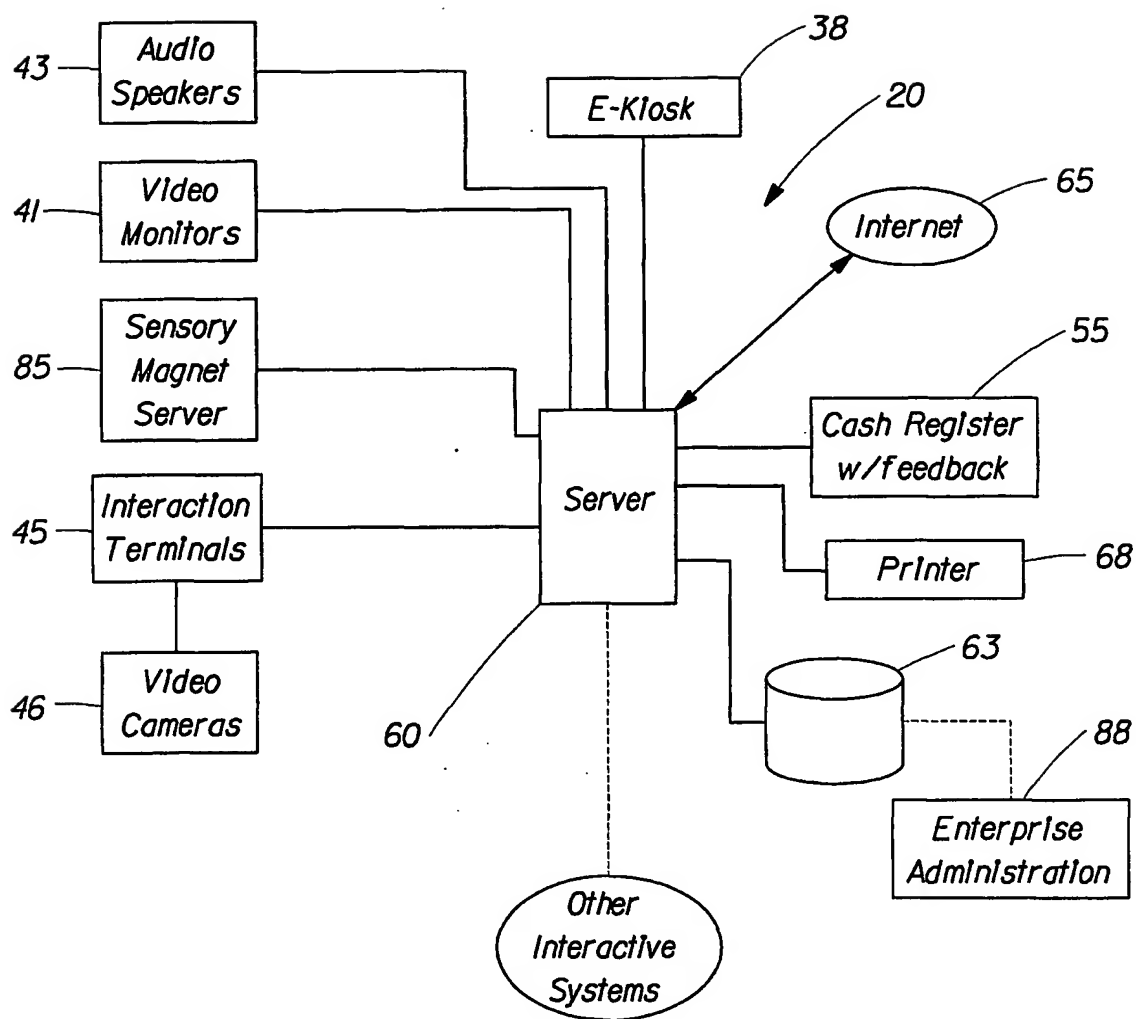 43
Audio
Speakers
38
E-Kiosk
20
41
Video
Monitors
65
Internet
85
Sensory
Magnet
Server
55
Cash Register
w/feedback
Server
45
Interaction
Terminals
Printer
68
46
Video
Cameras
60
63
88
Enterprise
Administration
Other
Interactive
Systems